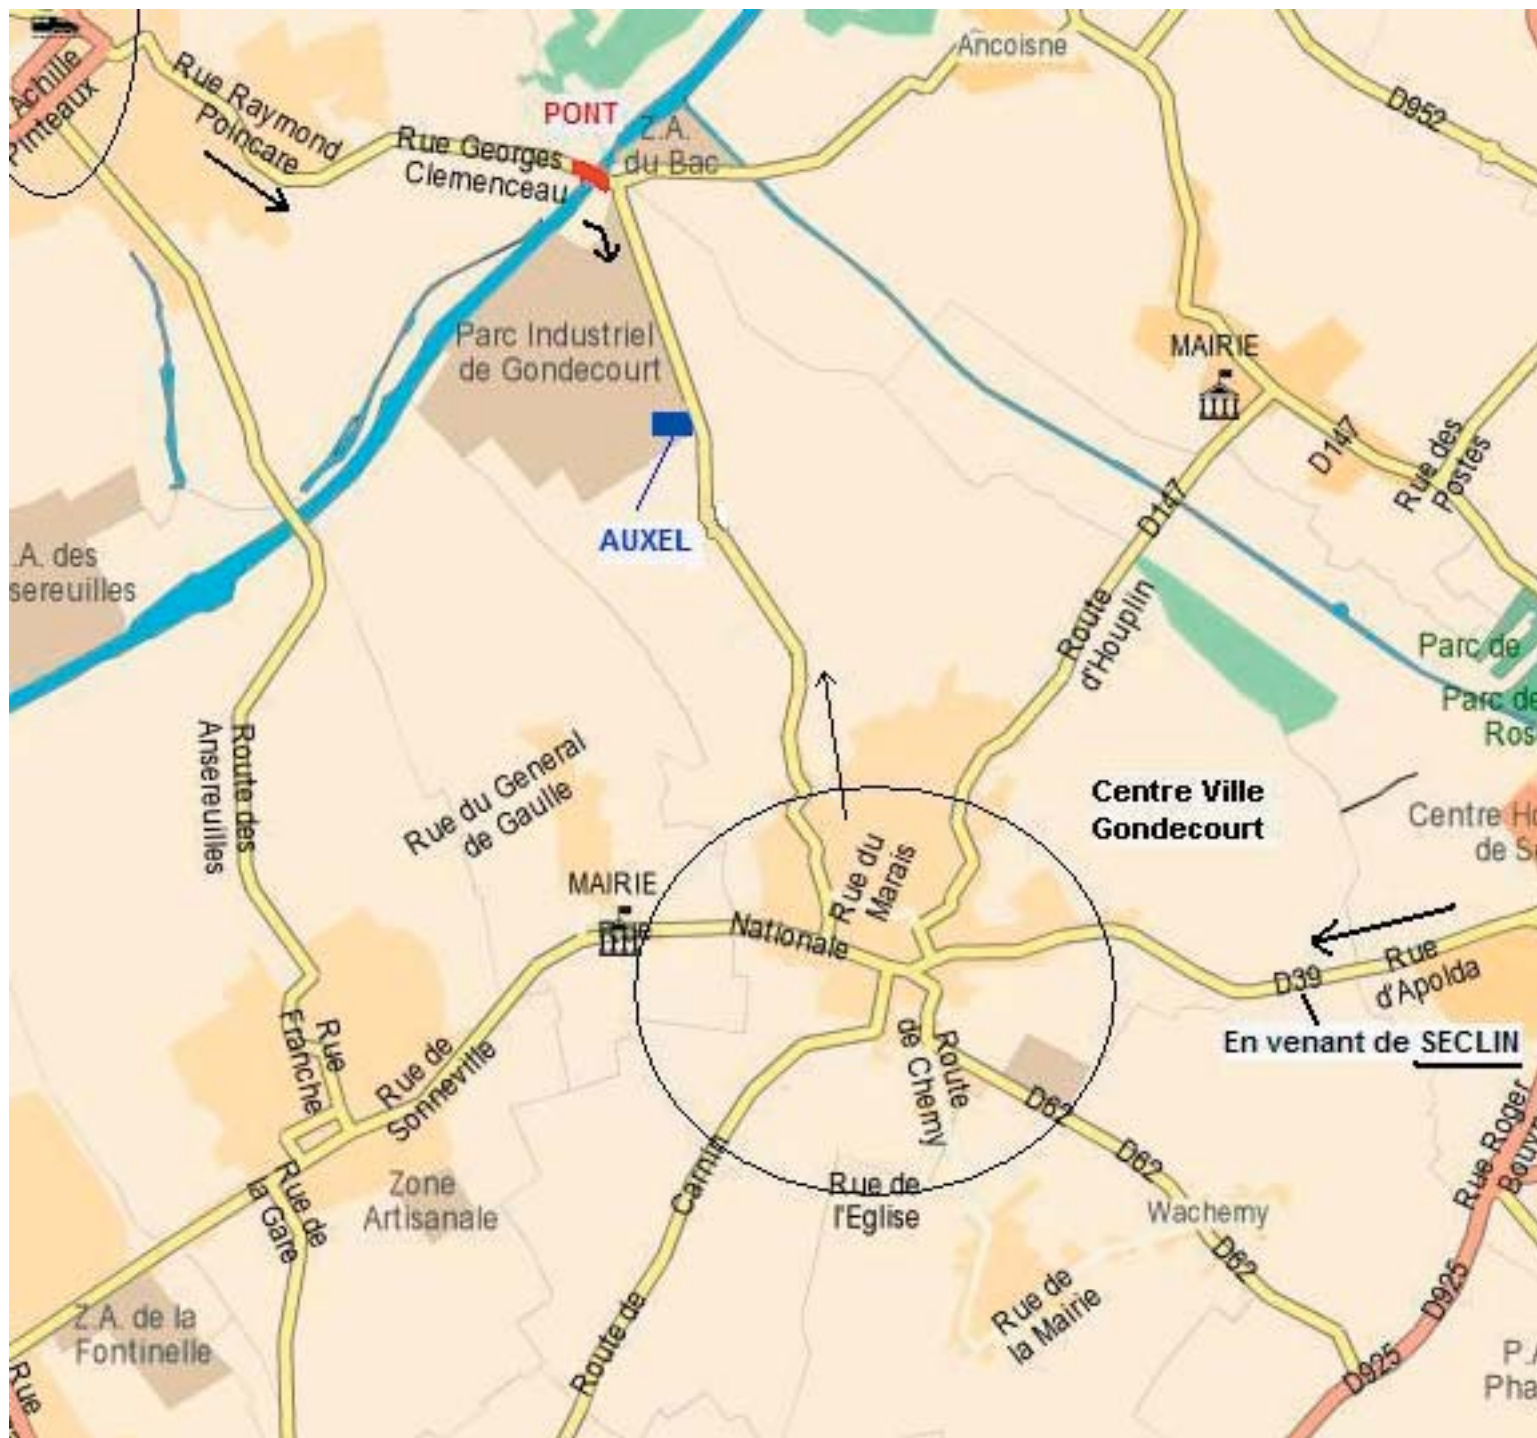 Achille
Pinteaux
Rue Raymond
Poincare
Rue Georges
Clemenceau
PONT
Z.A.
du Bac
Ancoisne
D952
Parc Industriel
de Gondecourt
MAIRIE
AUXEL
D147
Rue des
Postes
D147
Route
d'Houplin
.A. des
sereuilles
Parc de
Parc de
Ros
Route des
Ansereuilles
Rue du General
de Gaulle
Centre Ville
Gondecourt
Centre Ho
de S
MAIRIE
Rue du
Marais
Rue
Nationale
D39
Rue
d'Apolda
En venant de SECLIN
Rue
Franche
Rue de
Sonneville
Route
de Chemy
D62
D62
D62
Carnin
Route de
Rue de
l'Eglise
Wachemy
Rue de
la Mairie
Rue de
la Gare
Zone
Artisanale
Z.A. de la
Fontinelle
Rue
Rue Roger
Bouv
D925
D925
P.
Pha